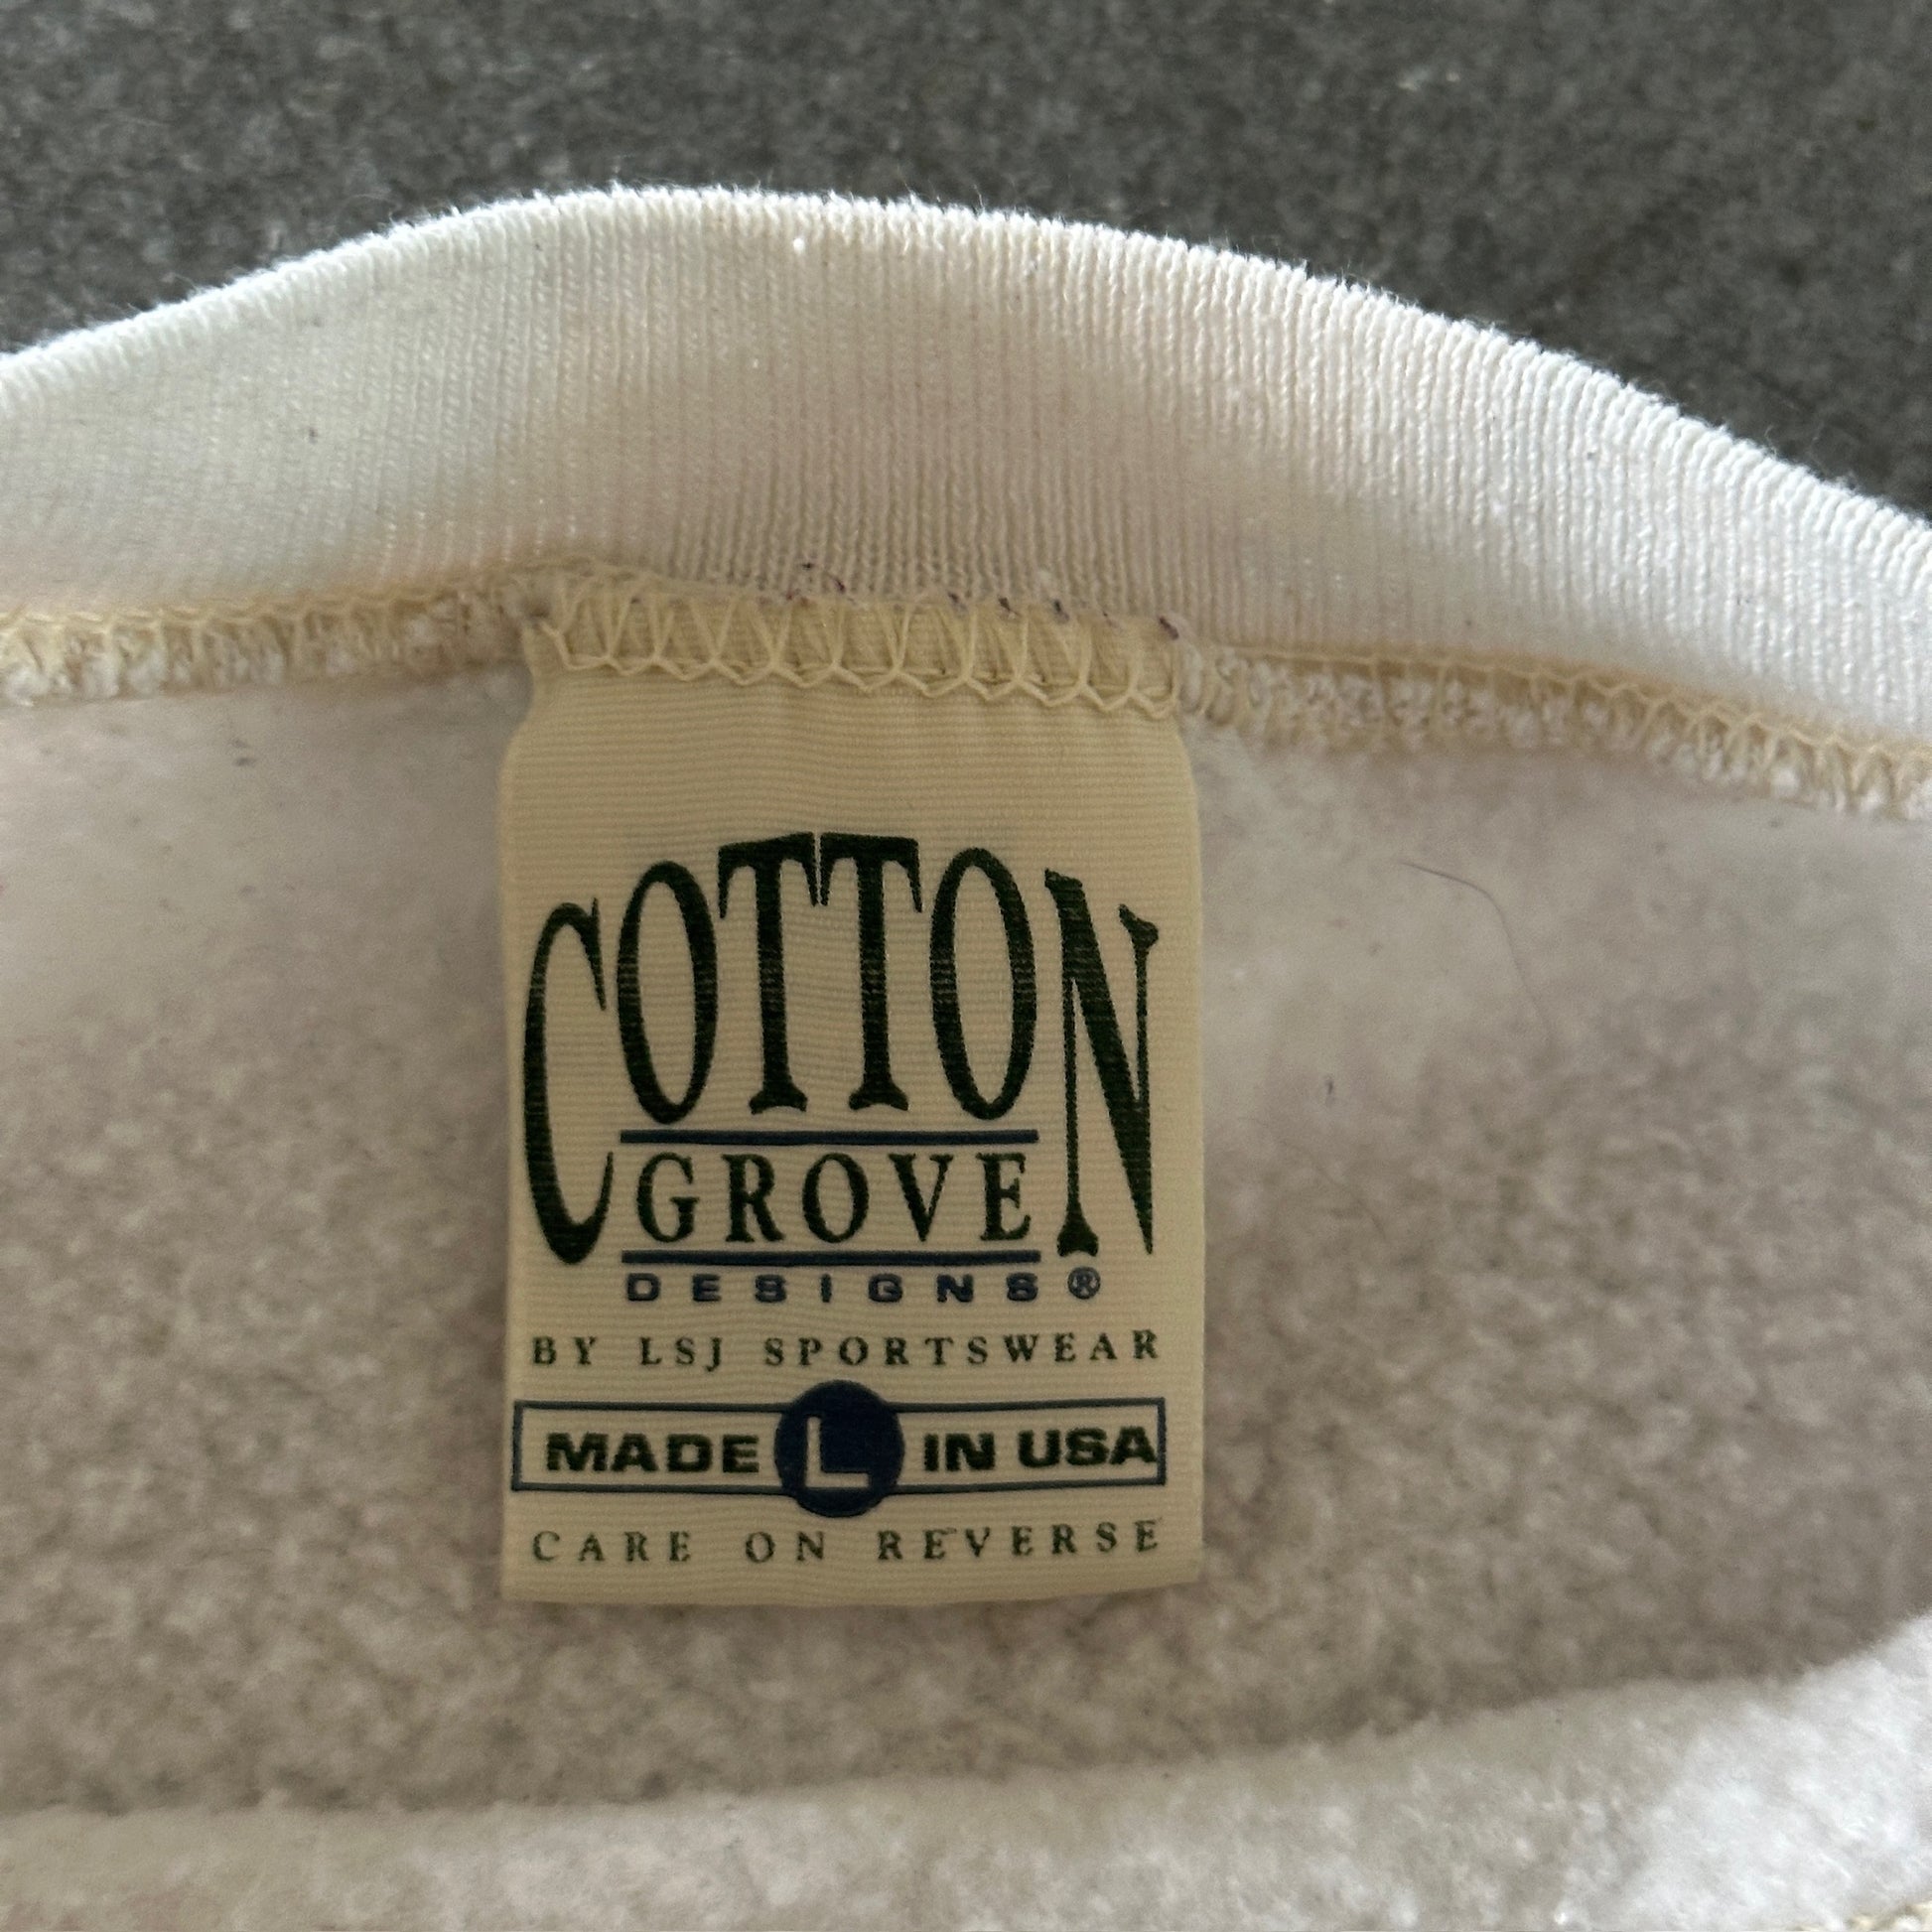 COTTON
GROVE
DESIGNS®
BY LSJ SPORTSWEAR
MADE L IN USA
CARE ON REVERSE